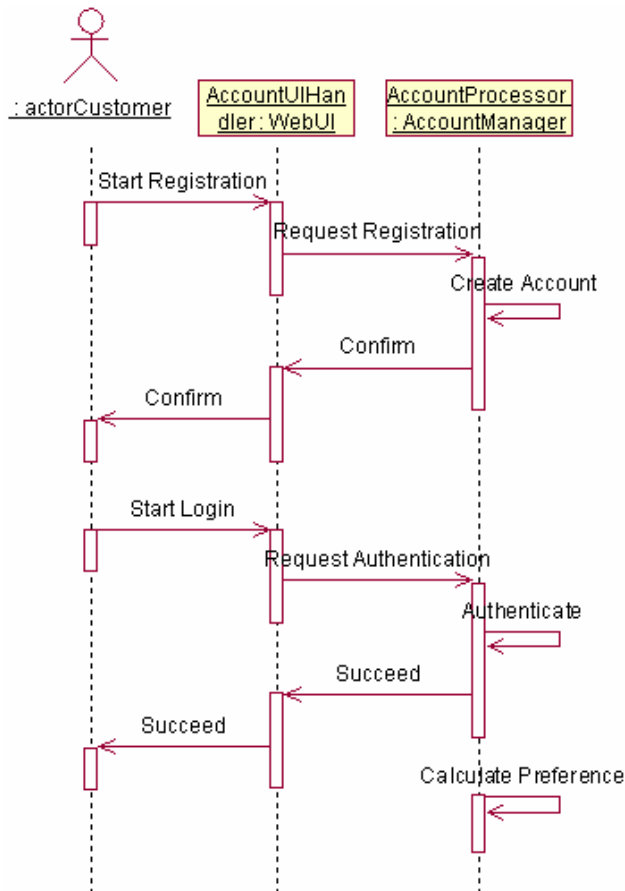 : actorCustomer
AccountUIHan
dler : WebUI
AccountProcessor
: AccountManager
Start Registration
Request Registration
Create Account
Confirm
Confirm
Start Login
Request Authentication
Authenticate
Succeed
Succeed
Calculate Preference